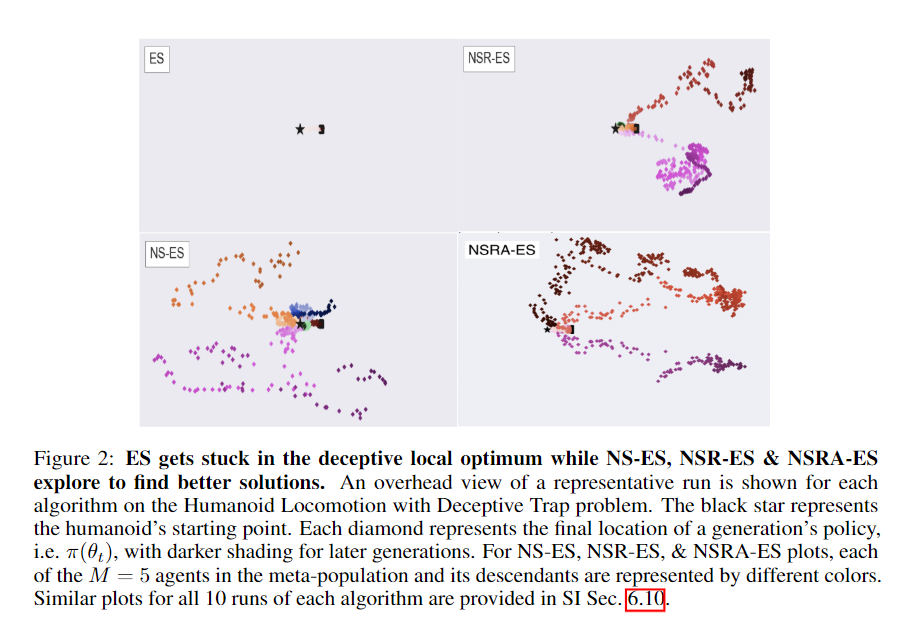 ES
NSR-ES
NS-ES
NSRA-ES
Figure 2: ES gets stuck in the deceptive local optimum while NS-ES, NSR-ES & NSRA-ES
explore to find better solutions. An overhead view of a representative run is shown for each
algorithm on the Humanoid Locomotion with Deceptive Trap problem. The black star represents
the humanoid's starting point. Each diamond represents the final location of a generation's policy,
i.e. π(θt), with darker shading for later generations. For NS-ES, NSR-ES, & NSRA-ES plots, each
of the M = 5 agents in the meta-population and its descendants are represented by different colors.
Similar plots for all 10 runs of each algorithm are provided in SI Sec. 6.10.